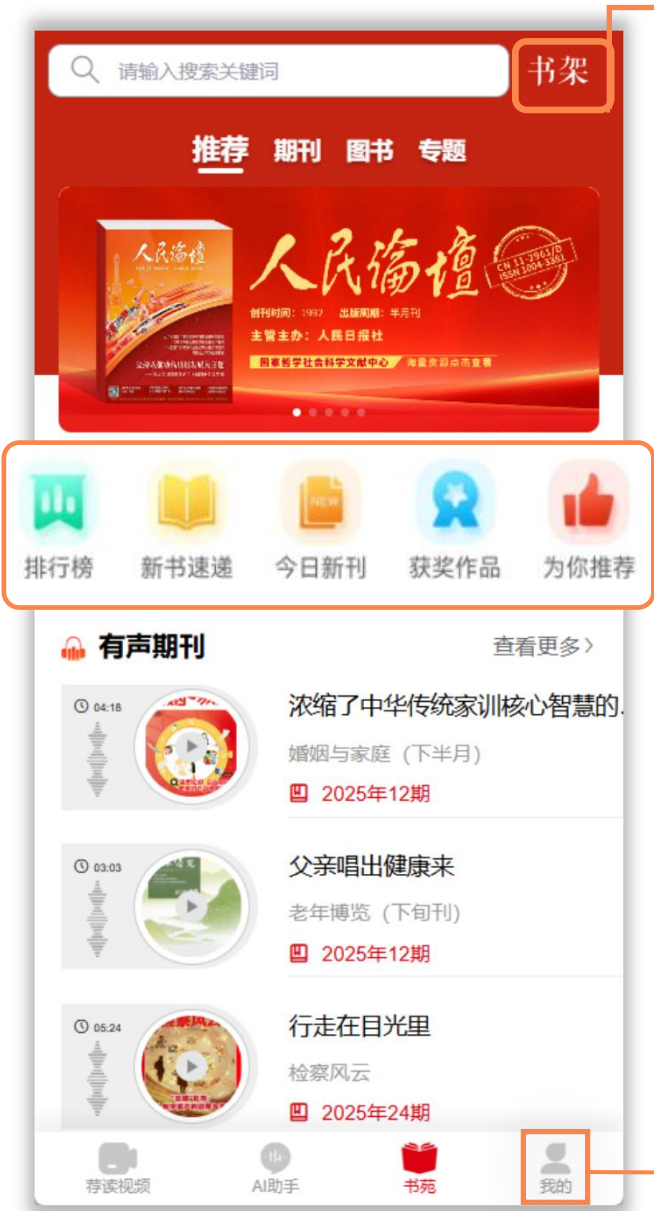 请输入搜索关键词
书架
推荐 期刊 图书 专题
人民论坛
人民論壇
CN 11-2961/D
ISSN 1004-3381
创刊时间:1992 出版周期:半月刊
主管主办:人民日报社
国家哲学社会科学文献中心 海量资源点击查看
NEW
排行榜 新书速递 今日新刊 获奖作品 为你推荐
有声期刊 查看更多>
04:18
浓缩了中华传统家训核心智慧的.
婚姻与家庭(下半月)
2025年12期
03:03
父亲唱出健康来
老年博览(下旬刊)
2025年12期
05:24
行走在目光里
检察风云
2025年24期
荐读视频 AI助手 书苑 我的